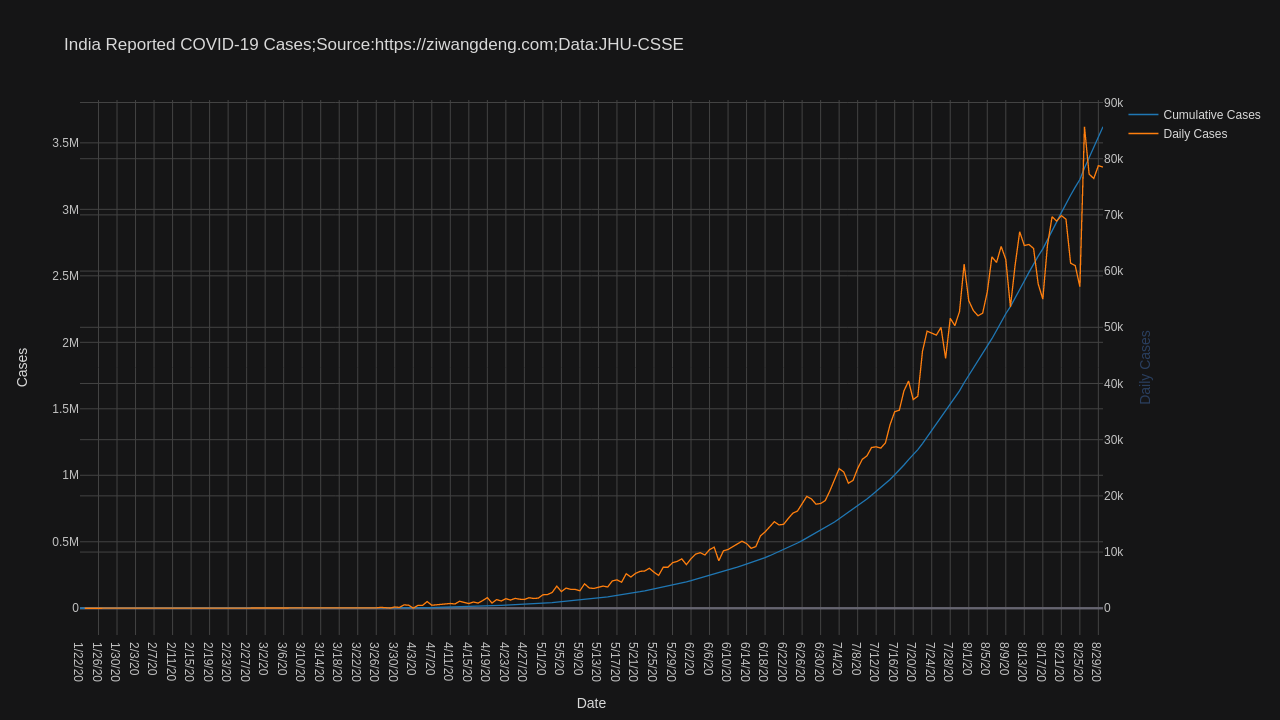 India Reported COVID-19 Cases;Source:https://ziwangdeng.com;Data:JHU-CSSE
Cumulative Cases
Daily Cases
Cases
3.5M
3M
2.5M
2M
1.5M
1M
0.5M
0
90k
80k
70k
60k
50k
40k
30k
20k
10k
0
Daily Cases
1/22/20
1/26/20
1/30/20
2/3/20
2/7/20
2/11/20
2/15/20
2/19/20
2/23/20
2/27/20
3/2/20
3/6/20
3/10/20
3/14/20
3/18/20
3/22/20
3/26/20
3/30/20
4/3/20
4/7/20
4/11/20
4/15/20
4/19/20
4/23/20
4/27/20
5/1/20
5/5/20
5/9/20
5/13/20
5/17/20
5/21/20
5/25/20
5/29/20
6/2/20
6/6/20
6/10/20
6/14/20
6/18/20
6/22/20
6/26/20
6/30/20
7/4/20
7/8/20
7/12/20
7/16/20
7/20/20
7/24/20
7/28/20
8/1/20
8/5/20
8/9/20
8/13/20
8/17/20
8/21/20
8/25/20
8/29/20
Date